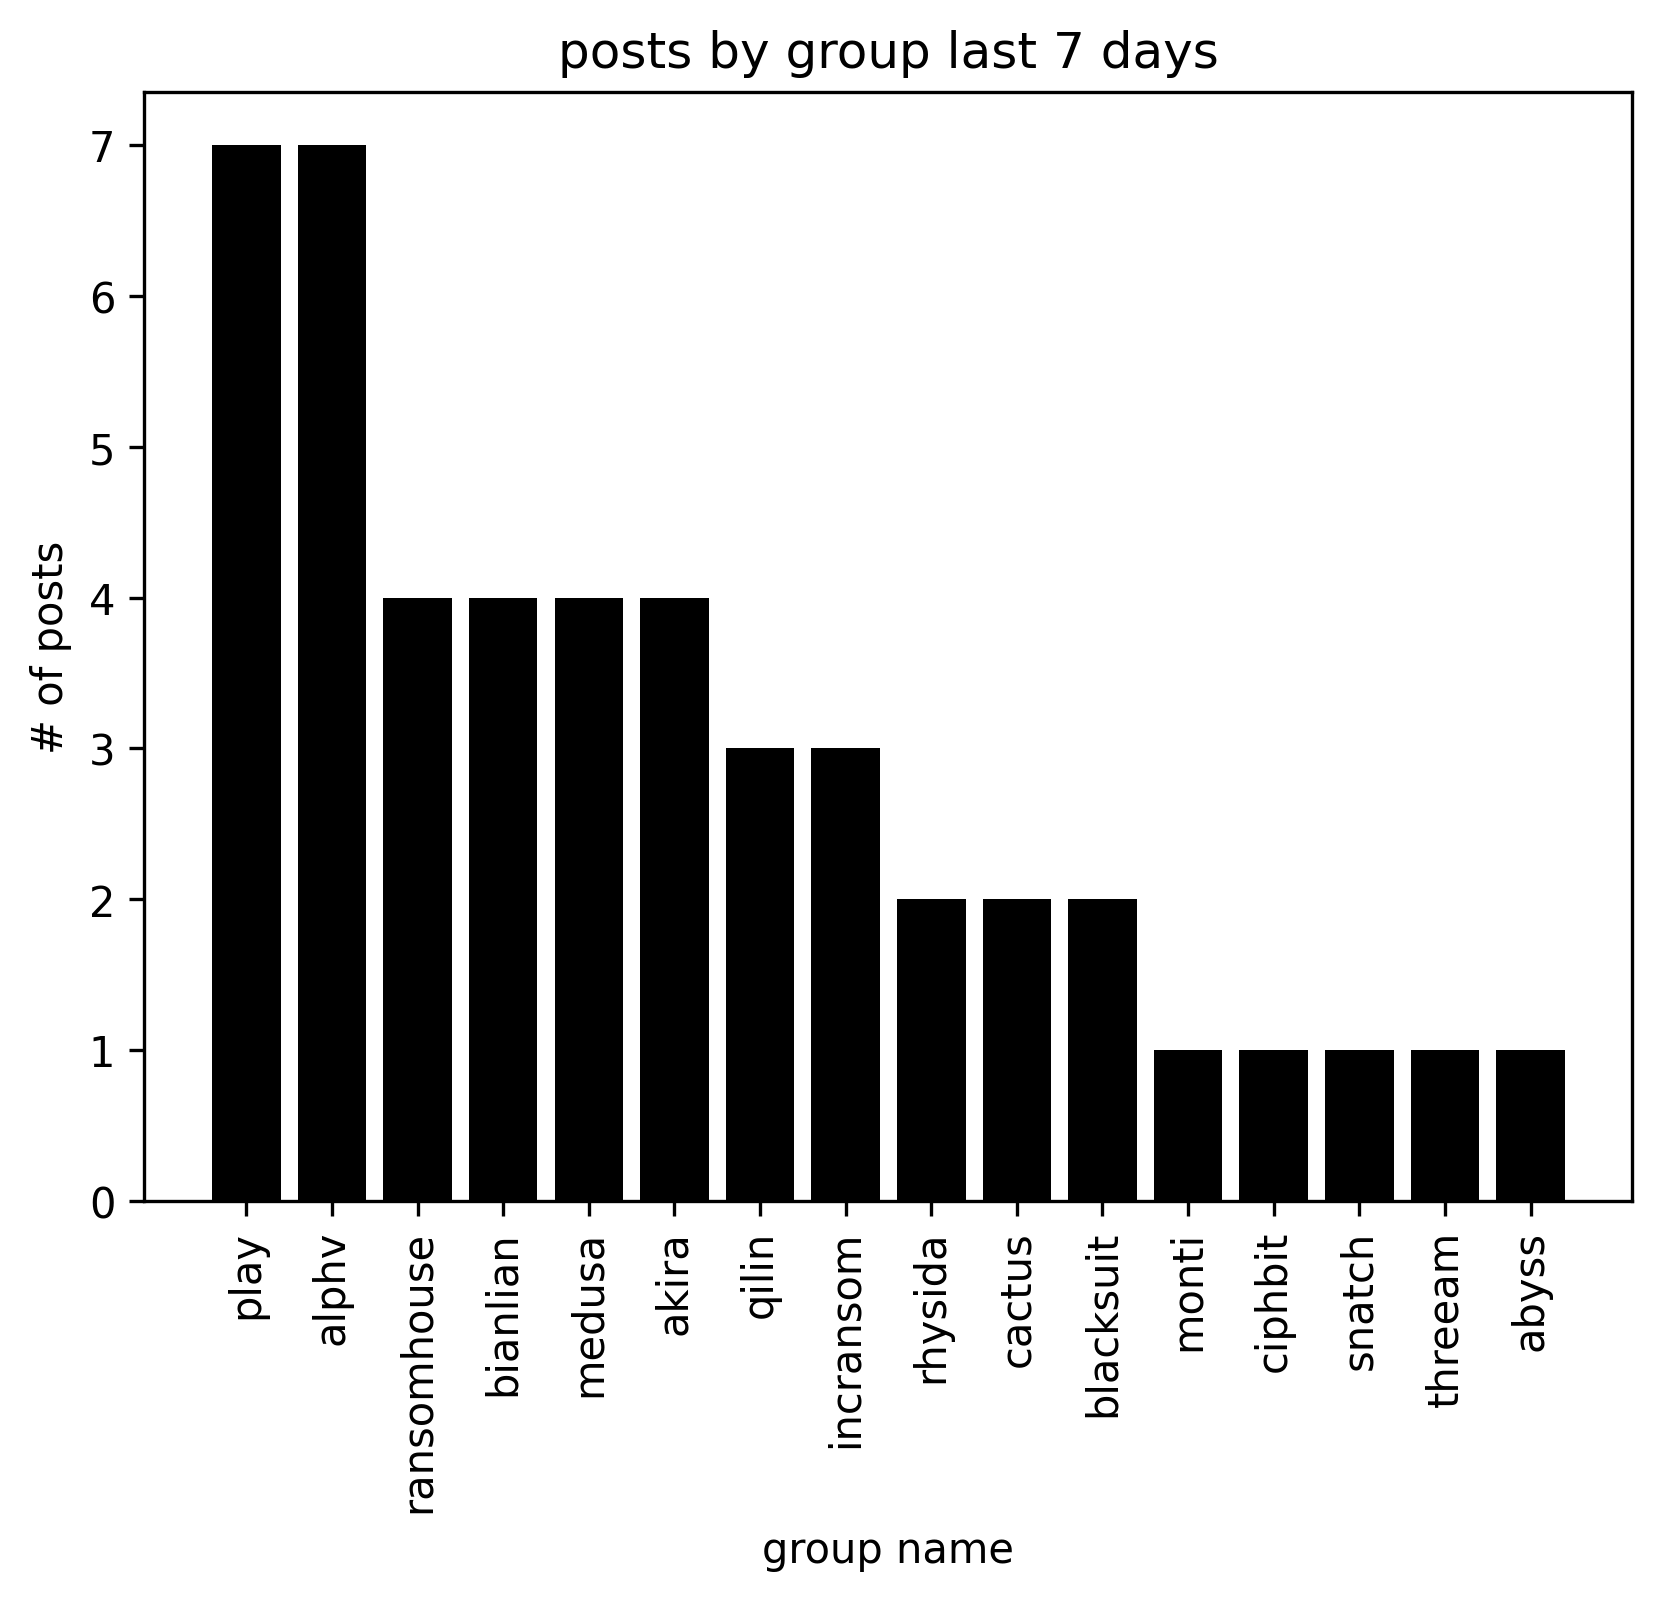 posts by group last 7 days
7
6
5
4
3
2
1
0
# of posts
play
alphv
ransomhouse
bianlian
medusa
akira
qilin
incransom
rhysida
cactus
blacksuit
monti
ciphbit
snatch
threeam
abyss
group name